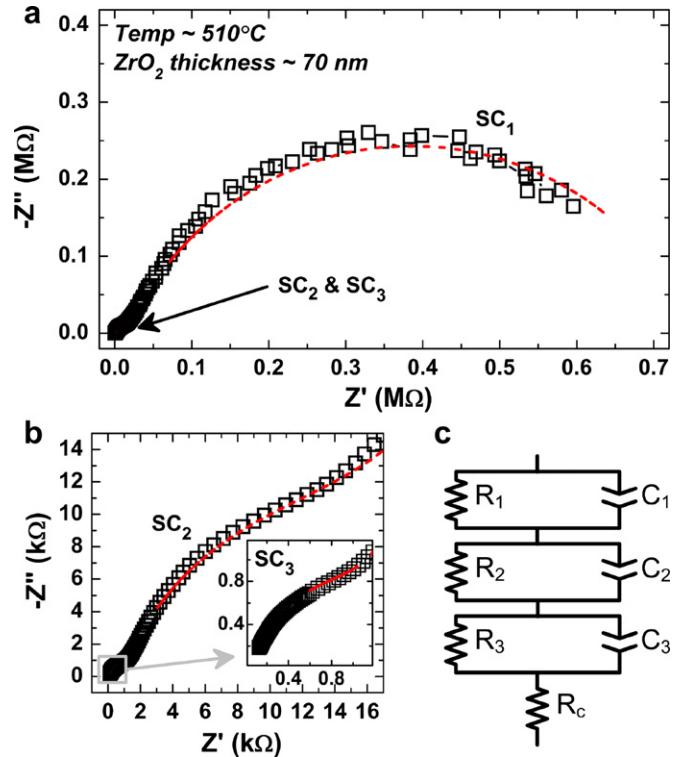 a
Temp ~ 510°C
ZrO₂ thickness ~ 70 nm
SC₁
SC₂ & SC₃
-Z'' (MΩ)
0.4
0.3
0.2
0.1
0.0
0.0 0.1 0.2 0.3 0.4 0.5 0.6 0.7
Z' (MΩ)
b
SC₂
-Z'' (kΩ)
14
12
10
8
6
4
2
0
SC₃
0.8
0.4
0.4 0.8
0 2 4 6 8 10 12 14 16
Z' (kΩ)
c
R₁ C₁
R₂ C₂
R₃ C₃
R꜀